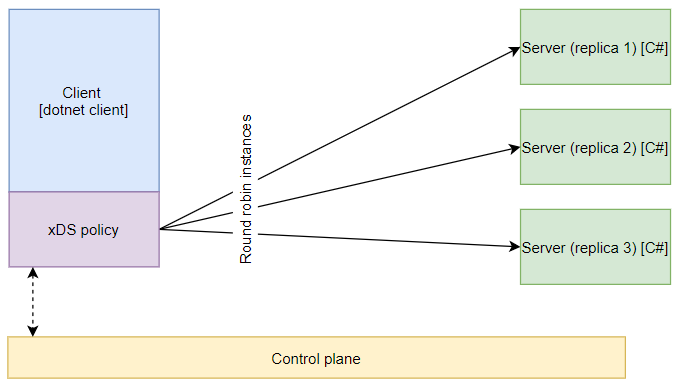 Client
[dotnet client]
xDS policy
Round robin instances
Server (replica 1) [C#]
Server (replica 2) [C#]
Server (replica 3) [C#]
Control plane